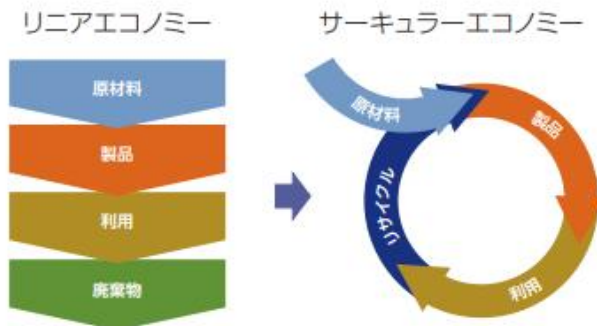 リニアエコノミー
原材料
製品
利用
廃棄物
サーキュラーエコノミー
原材料
製品
利用
リサイクル